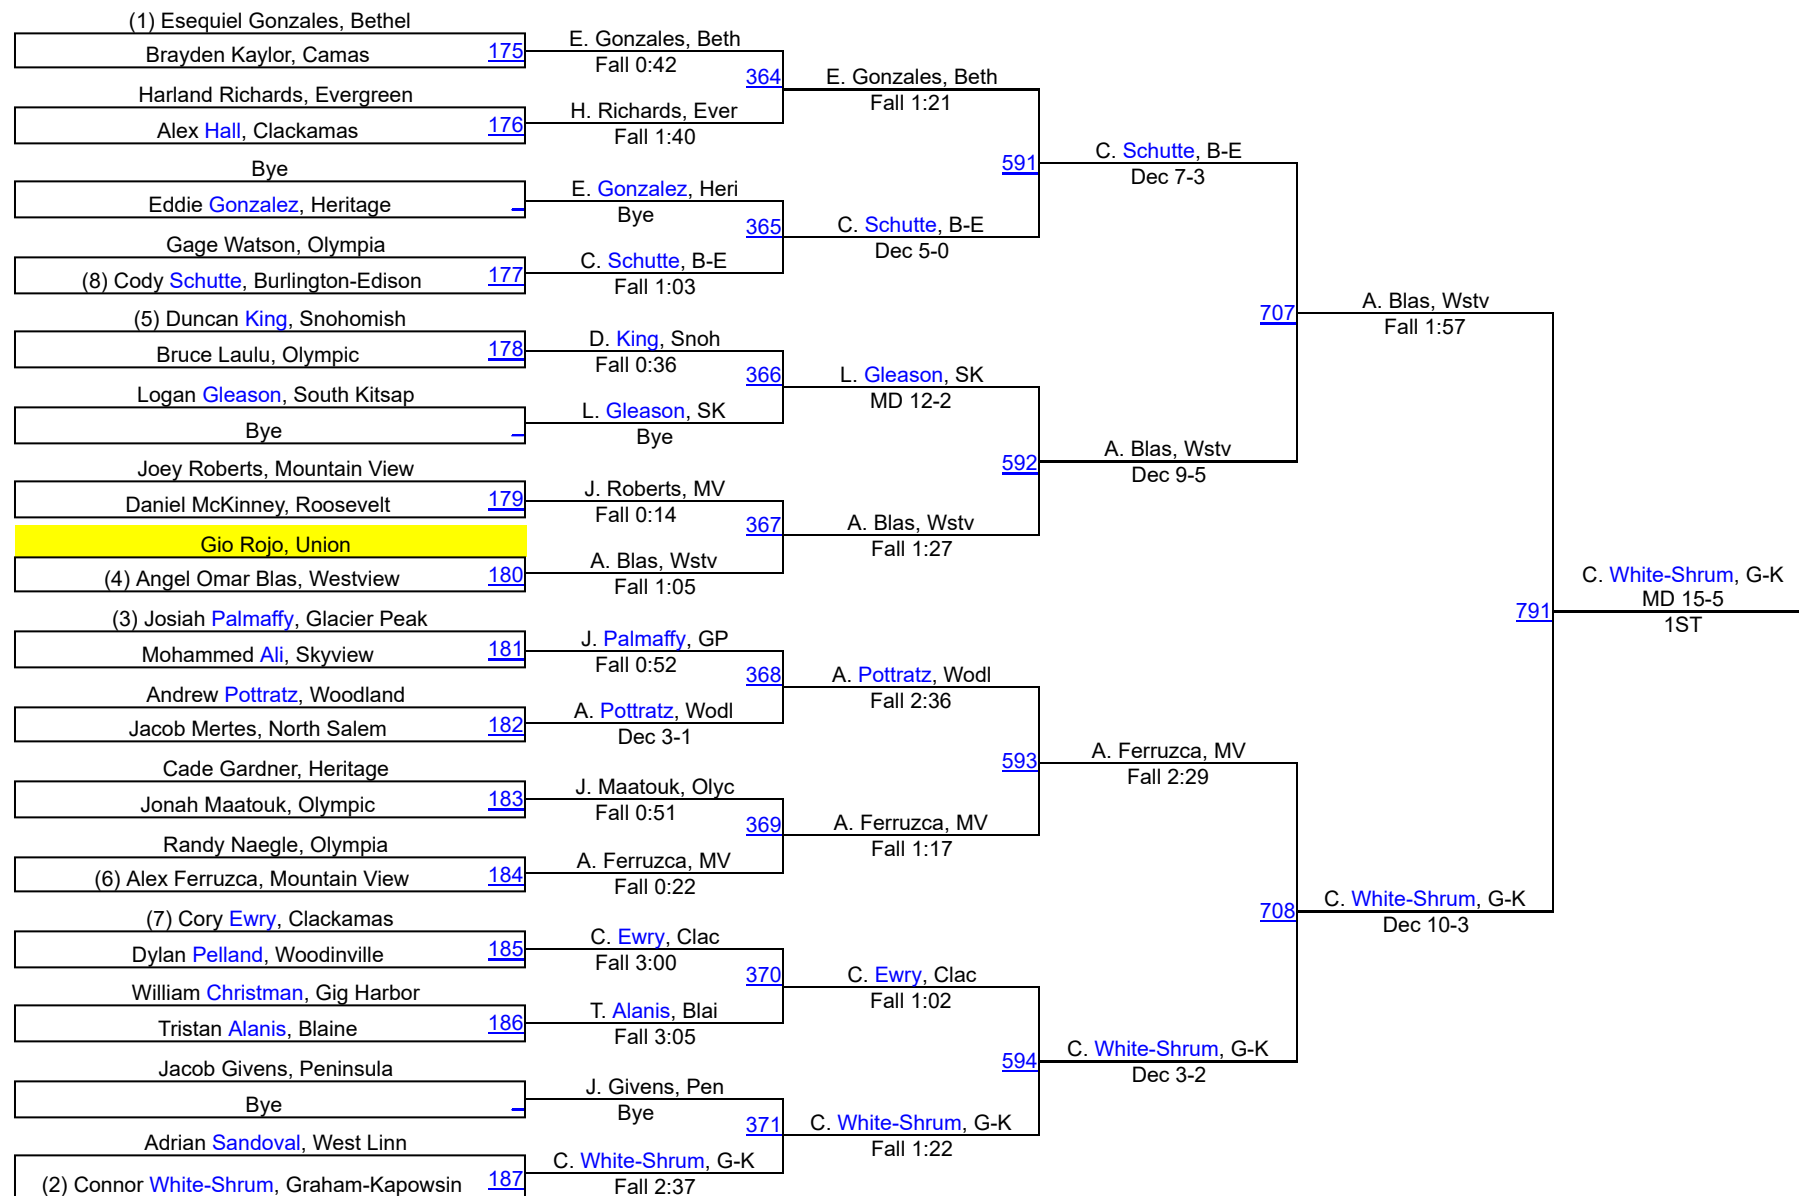 (1) Esequiel Gonzales, Bethel
Brayden Kaylor, Camas
175
Harland Richards, Evergreen
Alex Hall, Clackamas
176
Bye
Eddie Gonzalez, Heritage
Gage Watson, Olympia
(8) Cody Schutte, Burlington-Edison
177
(5) Duncan King, Snohomish
Bruce Laulu, Olympic
178
Logan Gleason, South Kitsap
Bye
Joey Roberts, Mountain View
Daniel McKinney, Roosevelt
179
Gio Rojo, Union
(4) Angel Omar Blas, Westview
180
(3) Josiah Palmaffy, Glacier Peak
Mohammed Ali, Skyview
181
Andrew Pottratz, Woodland
Jacob Mertes, North Salem
182
Cade Gardner, Heritage
Jonah Maatouk, Olympic
183
Randy Naegle, Olympia
(6) Alex Ferruzca, Mountain View
184
(7) Cory Ewry, Clackamas
Dylan Pelland, Woodinville
185
William Christman, Gig Harbor
Tristan Alanis, Blaine
186
Jacob Givens, Peninsula
Bye
Adrian Sandoval, West Linn
(2) Connor White-Shrum, Graham-Kapowsin
187
E. Gonzales, Beth
Fall 0:42
364
H. Richards, Ever
Fall 1:40
E. Gonzalez, Heri
Bye
365
C. Schutte, B-E
Fall 1:03
D. King, Snoh
Fall 0:36
366
L. Gleason, SK
Bye
J. Roberts, MV
Fall 0:14
367
A. Blas, Wstv
Fall 1:05
J. Palmaffy, GP
Fall 0:52
368
A. Pottratz, Wodl
Dec 3-1
J. Maatouk, Olyc
Fall 0:51
369
A. Ferruzca, MV
Fall 0:22
C. Ewry, Clac
Fall 3:00
370
T. Alanis, Blai
Fall 3:05
J. Givens, Pen
Bye
371
C. White-Shrum, G-K
Fall 2:37
E. Gonzales, Beth
Fall 1:21
591
C. Schutte, B-E
Dec 5-0
L. Gleason, SK
MD 12-2
592
A. Blas, Wstv
Fall 1:27
A. Pottratz, Wodl
Fall 2:36
593
A. Ferruzca, MV
Fall 1:17
C. Ewry, Clac
Fall 1:02
594
C. White-Shrum, G-K
Fall 1:22
C. Schutte, B-E
Dec 7-3
707
A. Blas, Wstv
Dec 9-5
A. Ferruzca, MV
Fall 2:29
708
C. White-Shrum, G-K
Dec 3-2
A. Blas, Wstv
Fall 1:57
791
C. White-Shrum, G-K
Dec 10-3
C. White-Shrum, G-K
MD 15-5
1ST